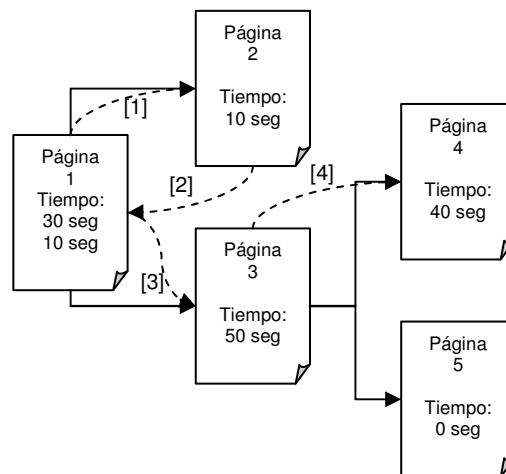 Página
2
Tiempo:
10 seg
[1]
Página
1
Tiempo:
30 seg
10 seg
[2]
[4]
Página
4
Tiempo:
40 seg
[3]
Página
3
Tiempo:
50 seg
Página
5
Tiempo:
0 seg